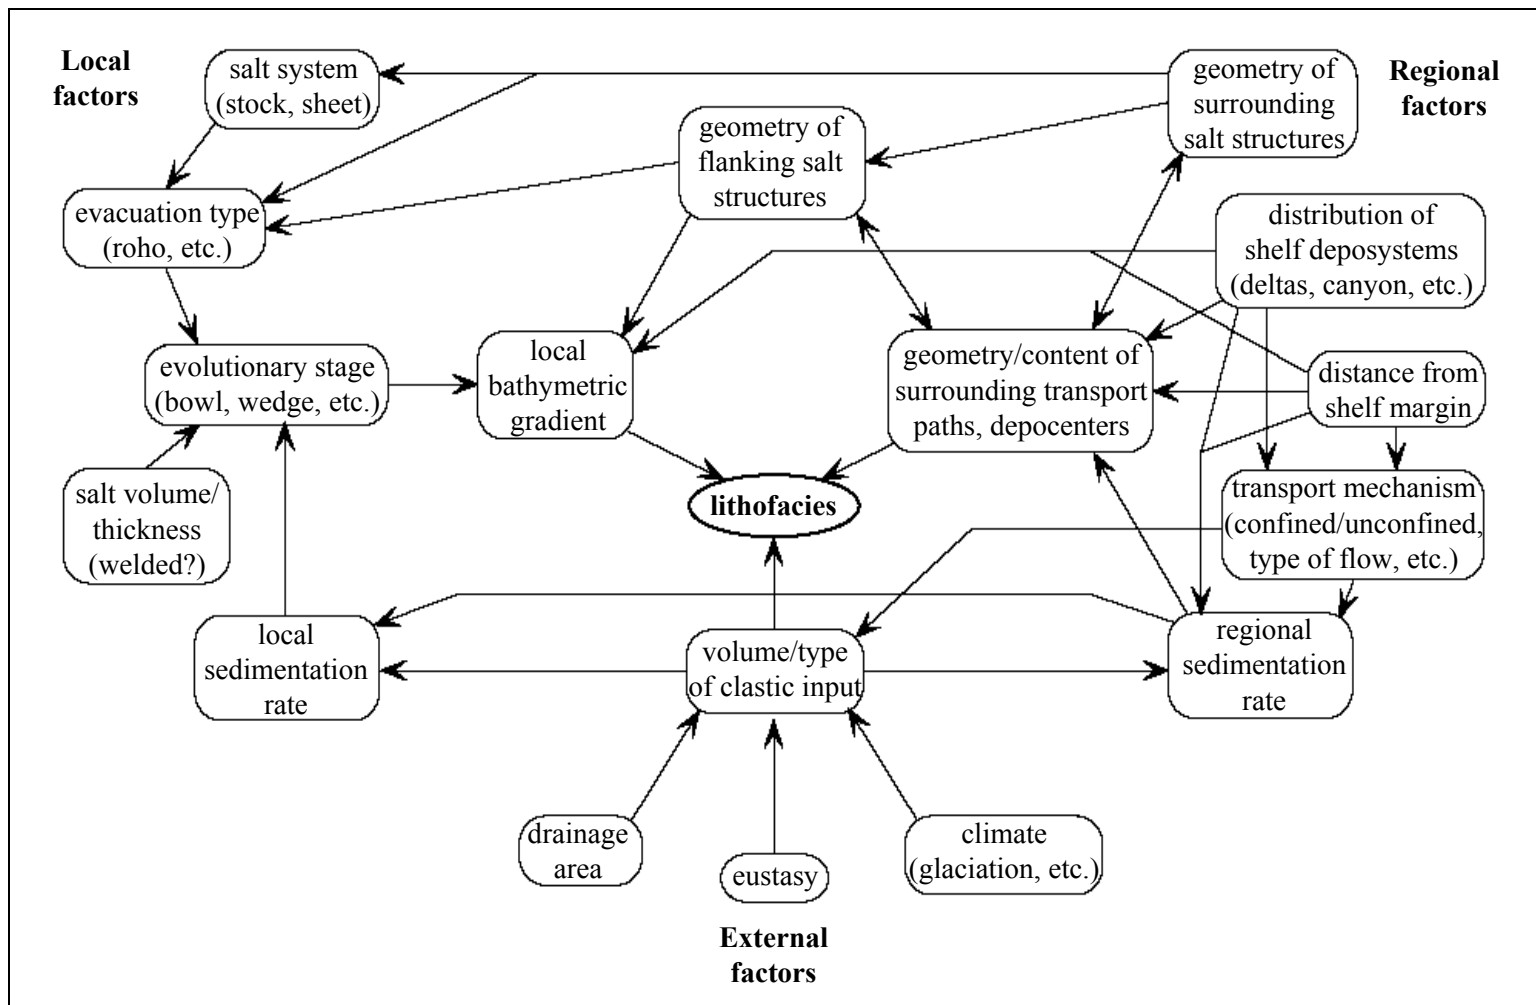 Local
factors
salt system
(stock, sheet)
geometry of
surrounding
salt structures
Regional
factors
geometry of
flanking salt
structures
evacuation type
(roho, etc.)
distribution of
shelf deposystems
(deltas, canyon, etc.)
evolutionary stage
(bowl, wedge, etc.)
local
bathymetric
gradient
geometry/content of
surrounding transport
paths, depocenters
distance from
shelf margin
salt volume/
thickness
(welded?)
lithofacies
transport mechanism
(confined/unconfined,
type of flow, etc.)
local
sedimentation
rate
volume/type
of clastic input
regional
sedimentation
rate
drainage
area
eustasy
climate
(glaciation, etc.)
External
factors